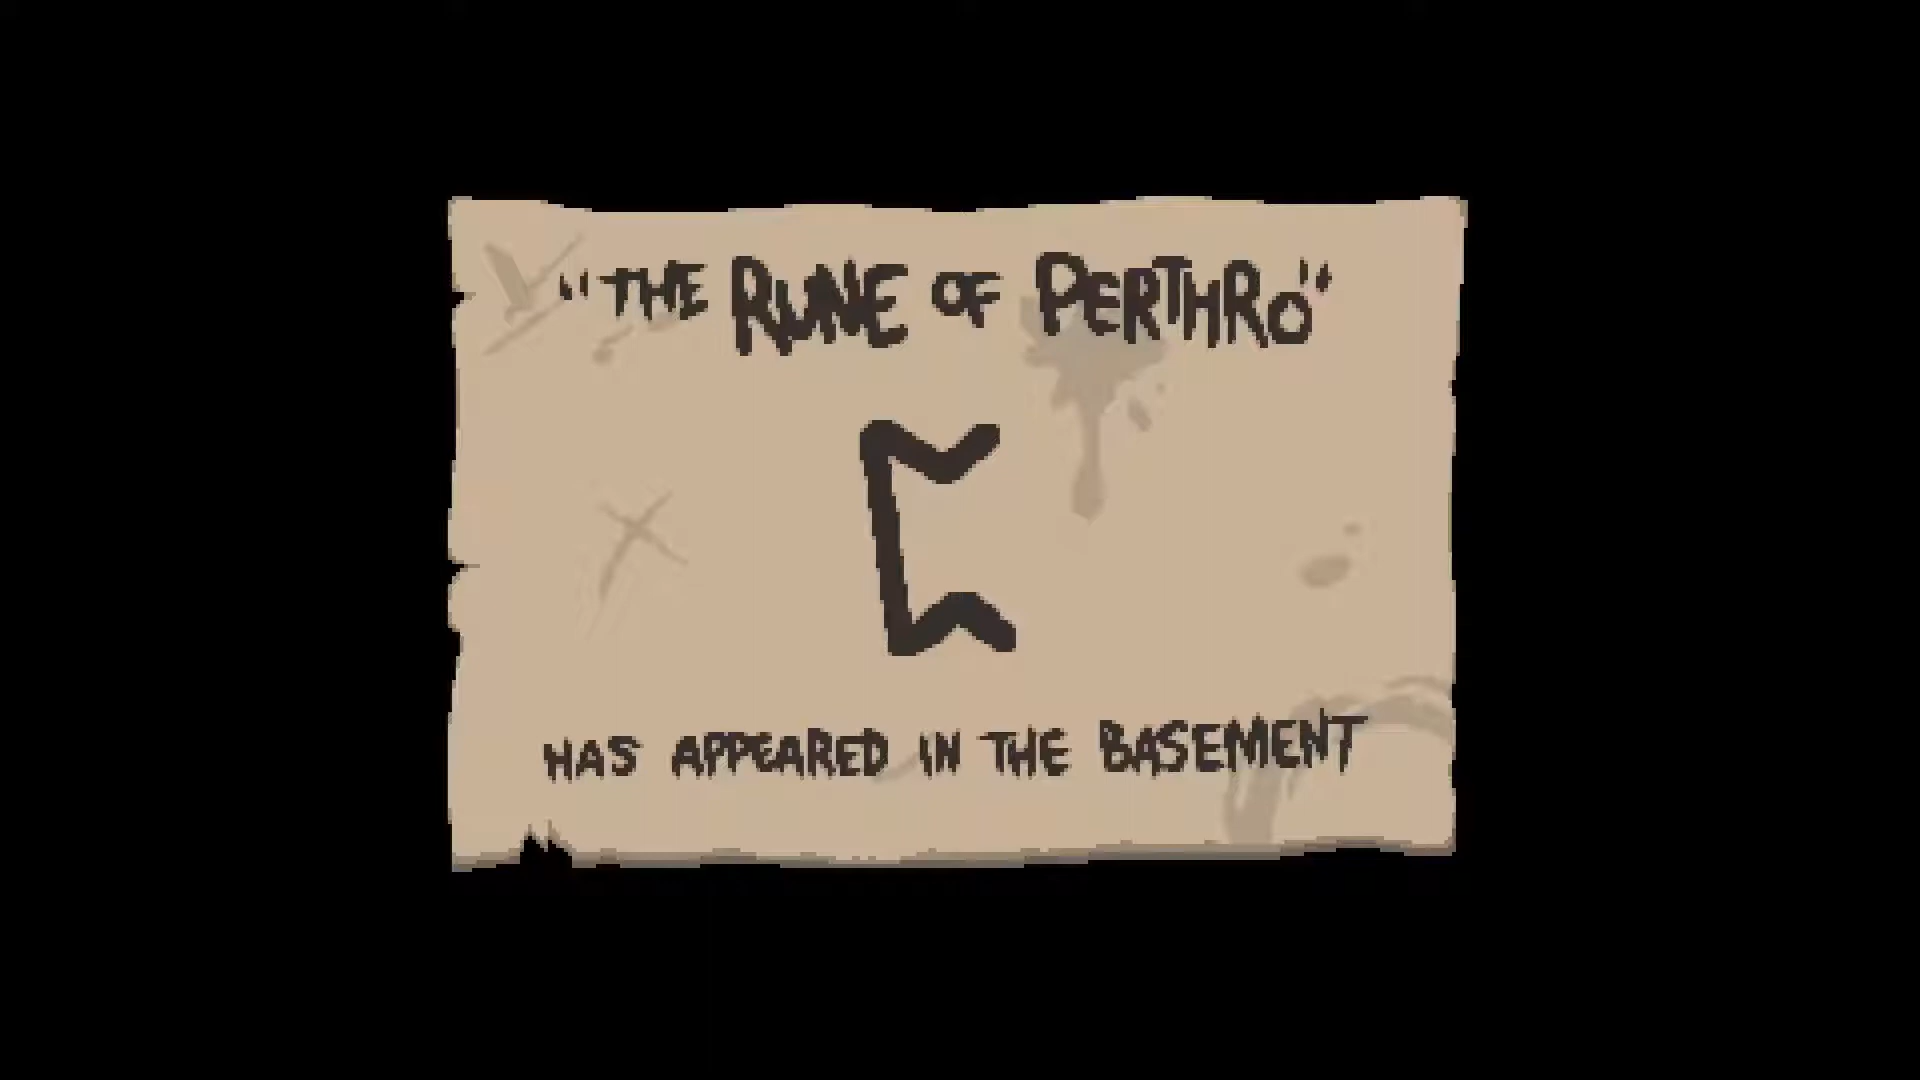 "THE RUNE OF PERTHRO"
HAS APPEARED IN THE BASEMENT